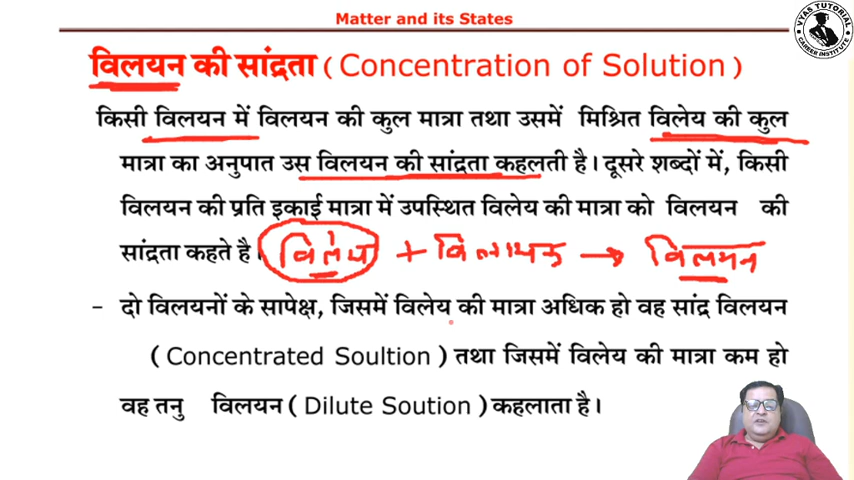 Matter and its States
VYAS TUTORIAL
CAREER INSTITUTE
विलयन की सांद्रता ( Concentration of Solution )
किसी विलयन में विलयन की कुल मात्रा तथा उसमें मिश्रित विलेय की कुल
मात्रा का अनुपात उस विलयन की सांद्रता कहलती है। दूसरे शब्दों में, किसी
विलयन की प्रति इकाई मात्रा में उपस्थित विलेय की मात्रा को विलयन की
सांद्रता कहते है।
विलेय + विलायक → विलयन
- दो विलयनों के सापेक्ष, जिसमें विलेय की मात्रा अधिक हो वह सांद्र विलयन
( Concentrated Soultion ) तथा जिसमें विलेय की मात्रा कम हो
वह तनु विलयन ( Dilute Soution ) कहलाता है।